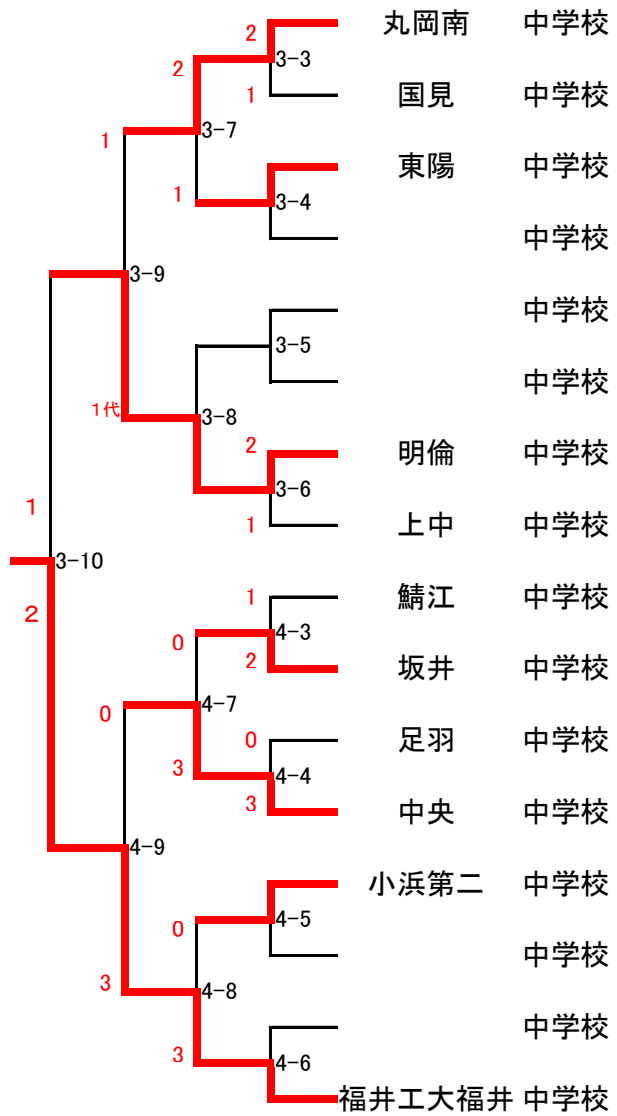 2 丸岡南 中学校
2 3-3
1 国見 中学校
1 3-7
東陽 中学校
1 3-4
中学校
3-9
中学校
3-5
中学校
1代 3-8
2 明倫 中学校
3-6
1 1 上中 中学校
3-10
1 鯖江 中学校
2 0 4-3
2 坂井 中学校
0 4-7
0 足羽 中学校
3 4-4
3 中央 中学校
4-9
小浜第二 中学校
0 4-5
中学校
3 4-8
中学校
3 4-6
福井工大福井 中学校